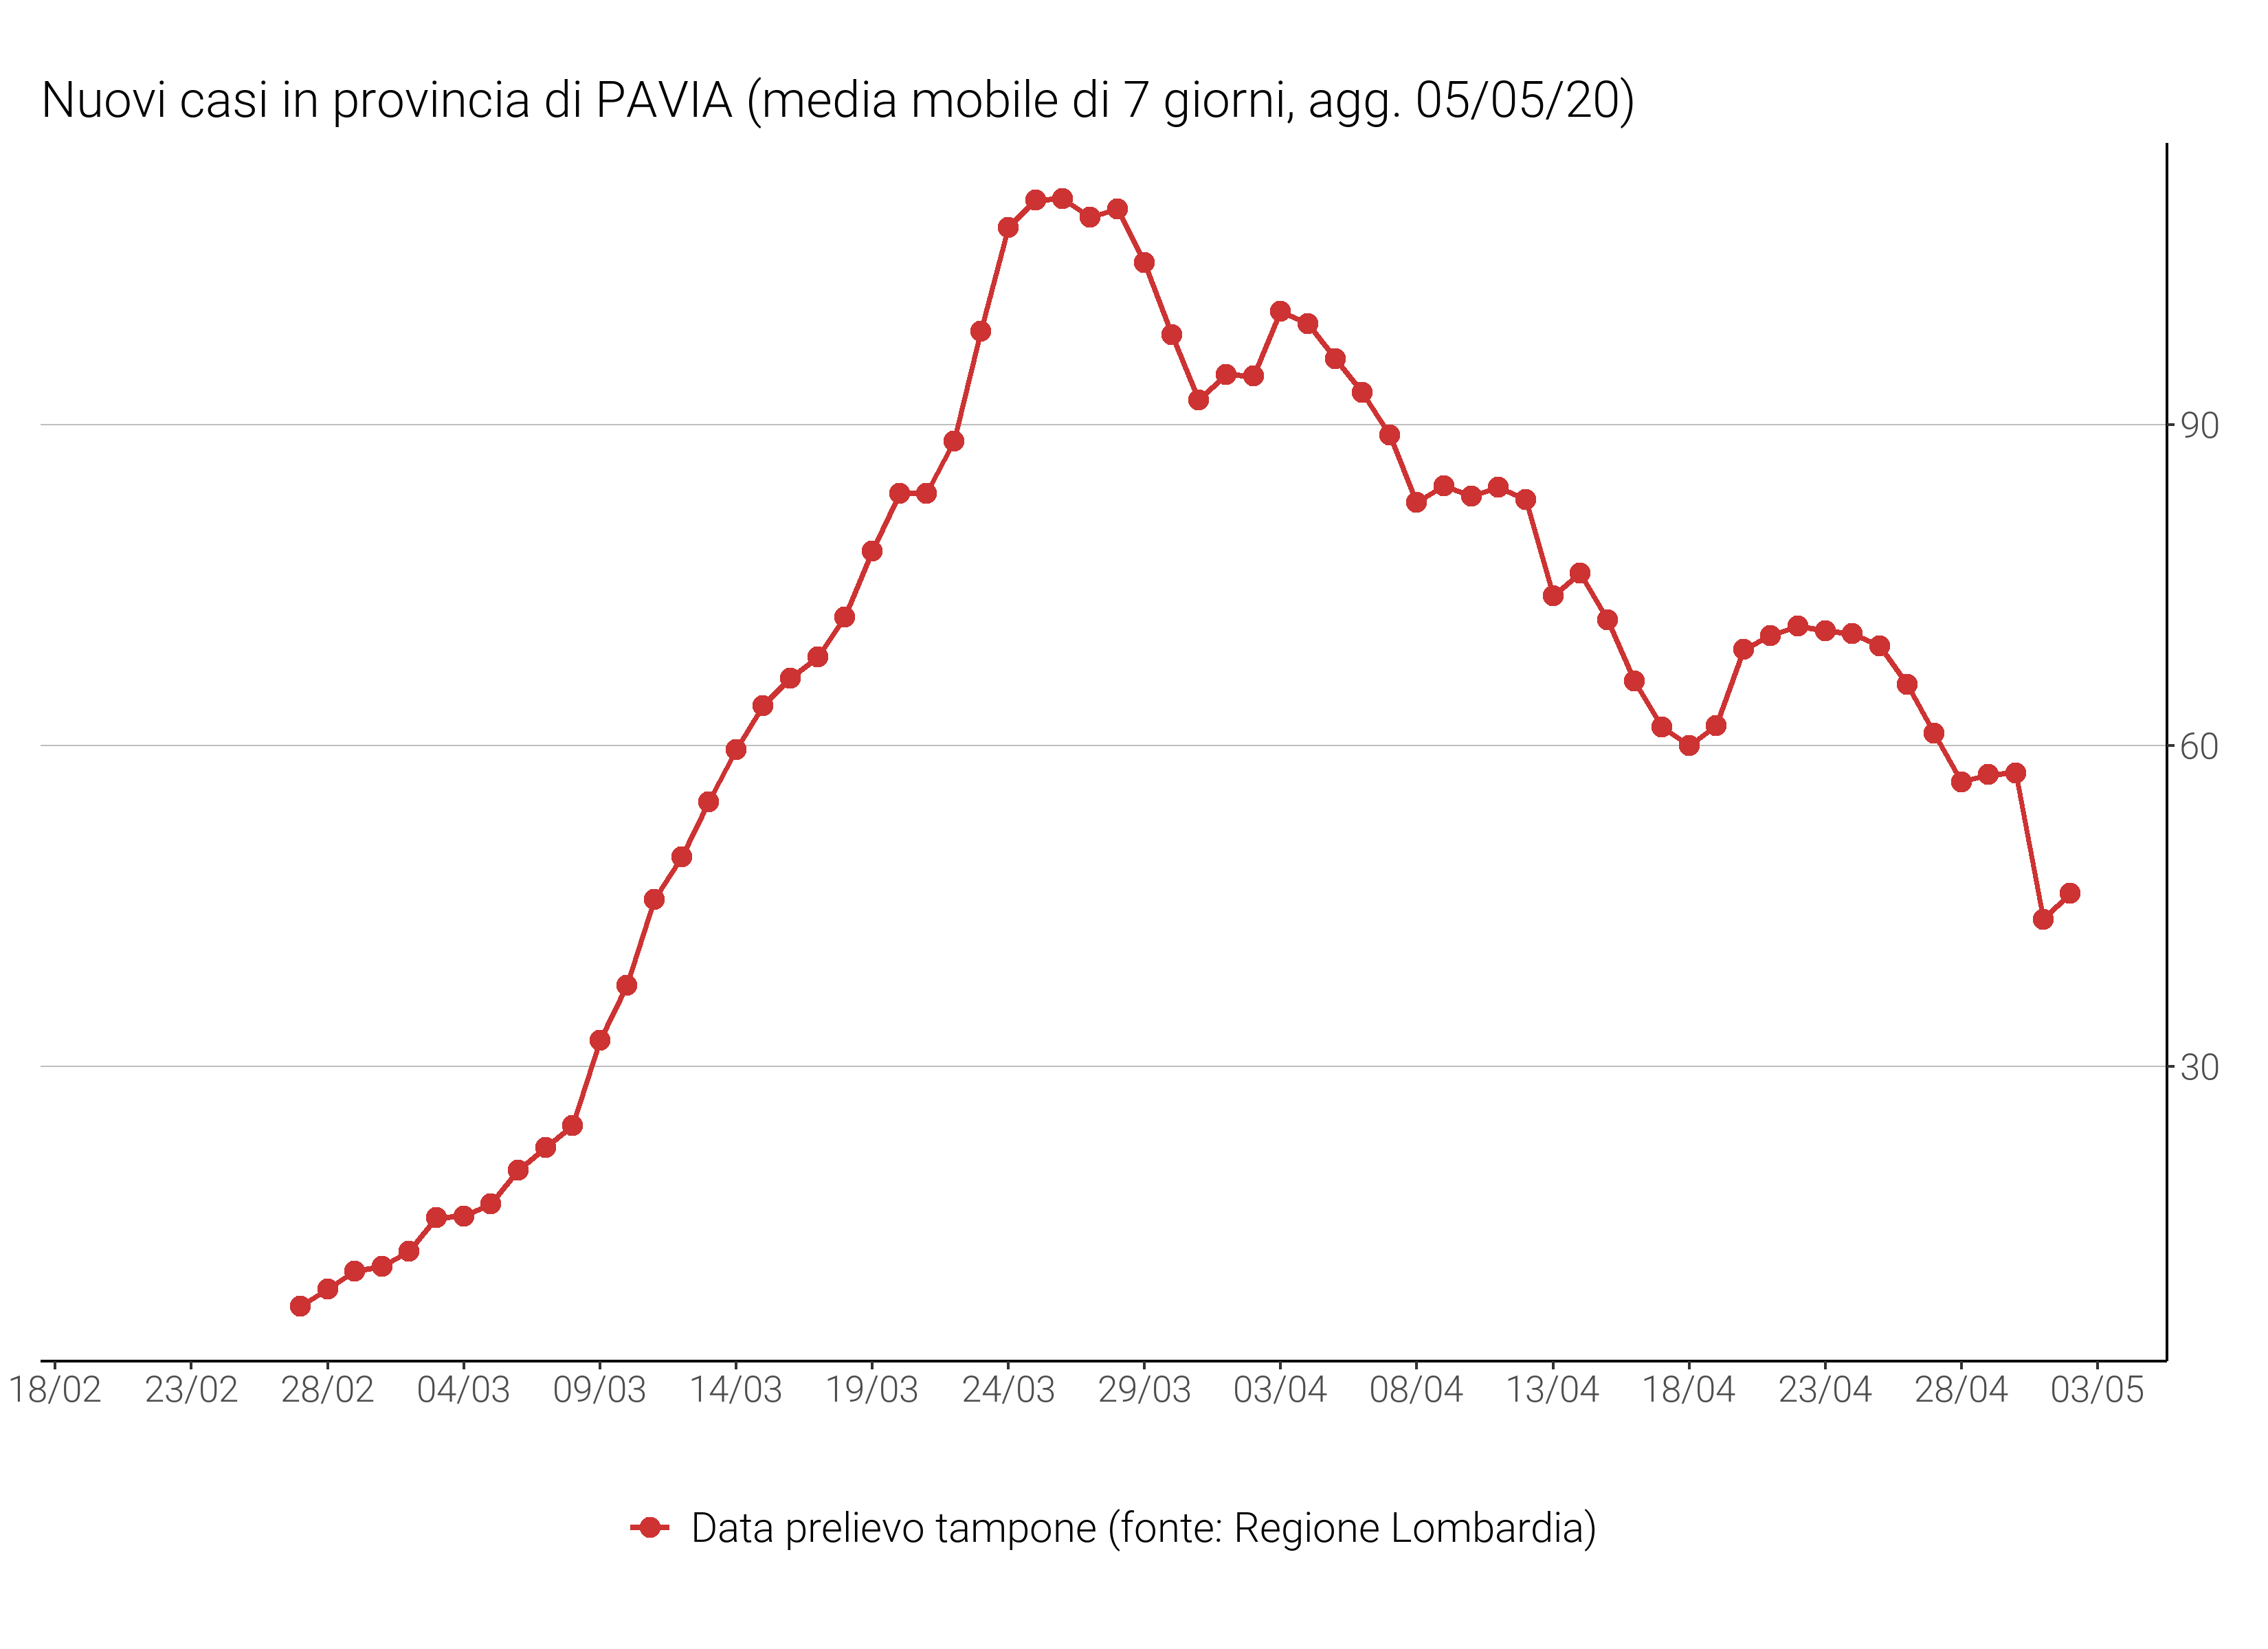 Nuovi casi in provincia di PAVIA (media mobile di 7 giorni, agg. 05/05/20)
90
60
30
18/02 23/02 28/02 04/03 09/03 14/03 19/03 24/03 29/03 03/04 08/04 13/04 18/04 23/04 28/04 03/05
Data prelievo tampone (fonte: Regione Lombardia)